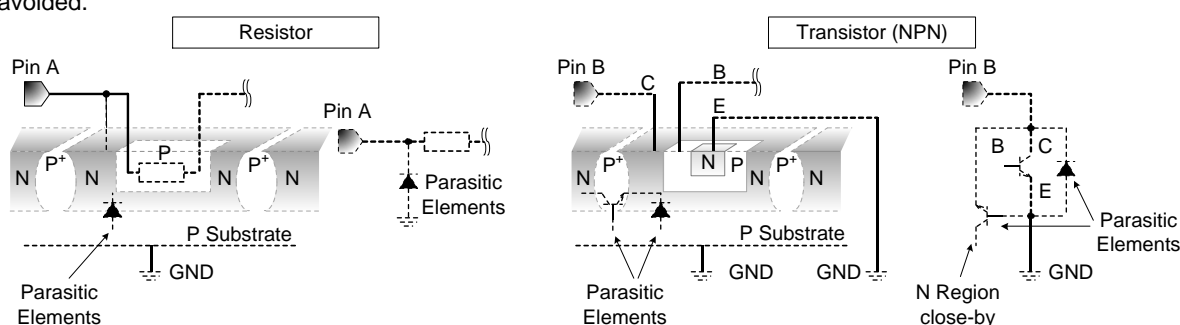 avoided.
Resistor
Transistor (NPN)
Pin A
Pin A
P
N
P+
N
N
P+
N
Parasitic
Elements
P Substrate
GND
Parasitic
Elements
Pin B
C
B
E
N
P+
N
P
N
P+
N
P Substrate
GND
GND
Parasitic
Elements
Pin B
B
C
E
Parasitic
Elements
GND
N Region
close-by